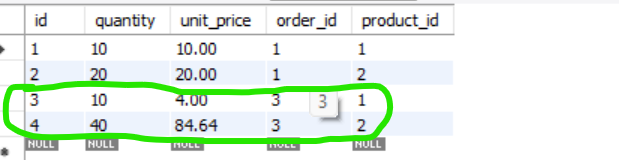 id quantity unit_price order_id product_id
1 10 10.00 1 1
2 20 20.00 1 2
3 10 4.00 3 3 1
4 40 84.64 3 2
NULL NULL NULL NULL NULL